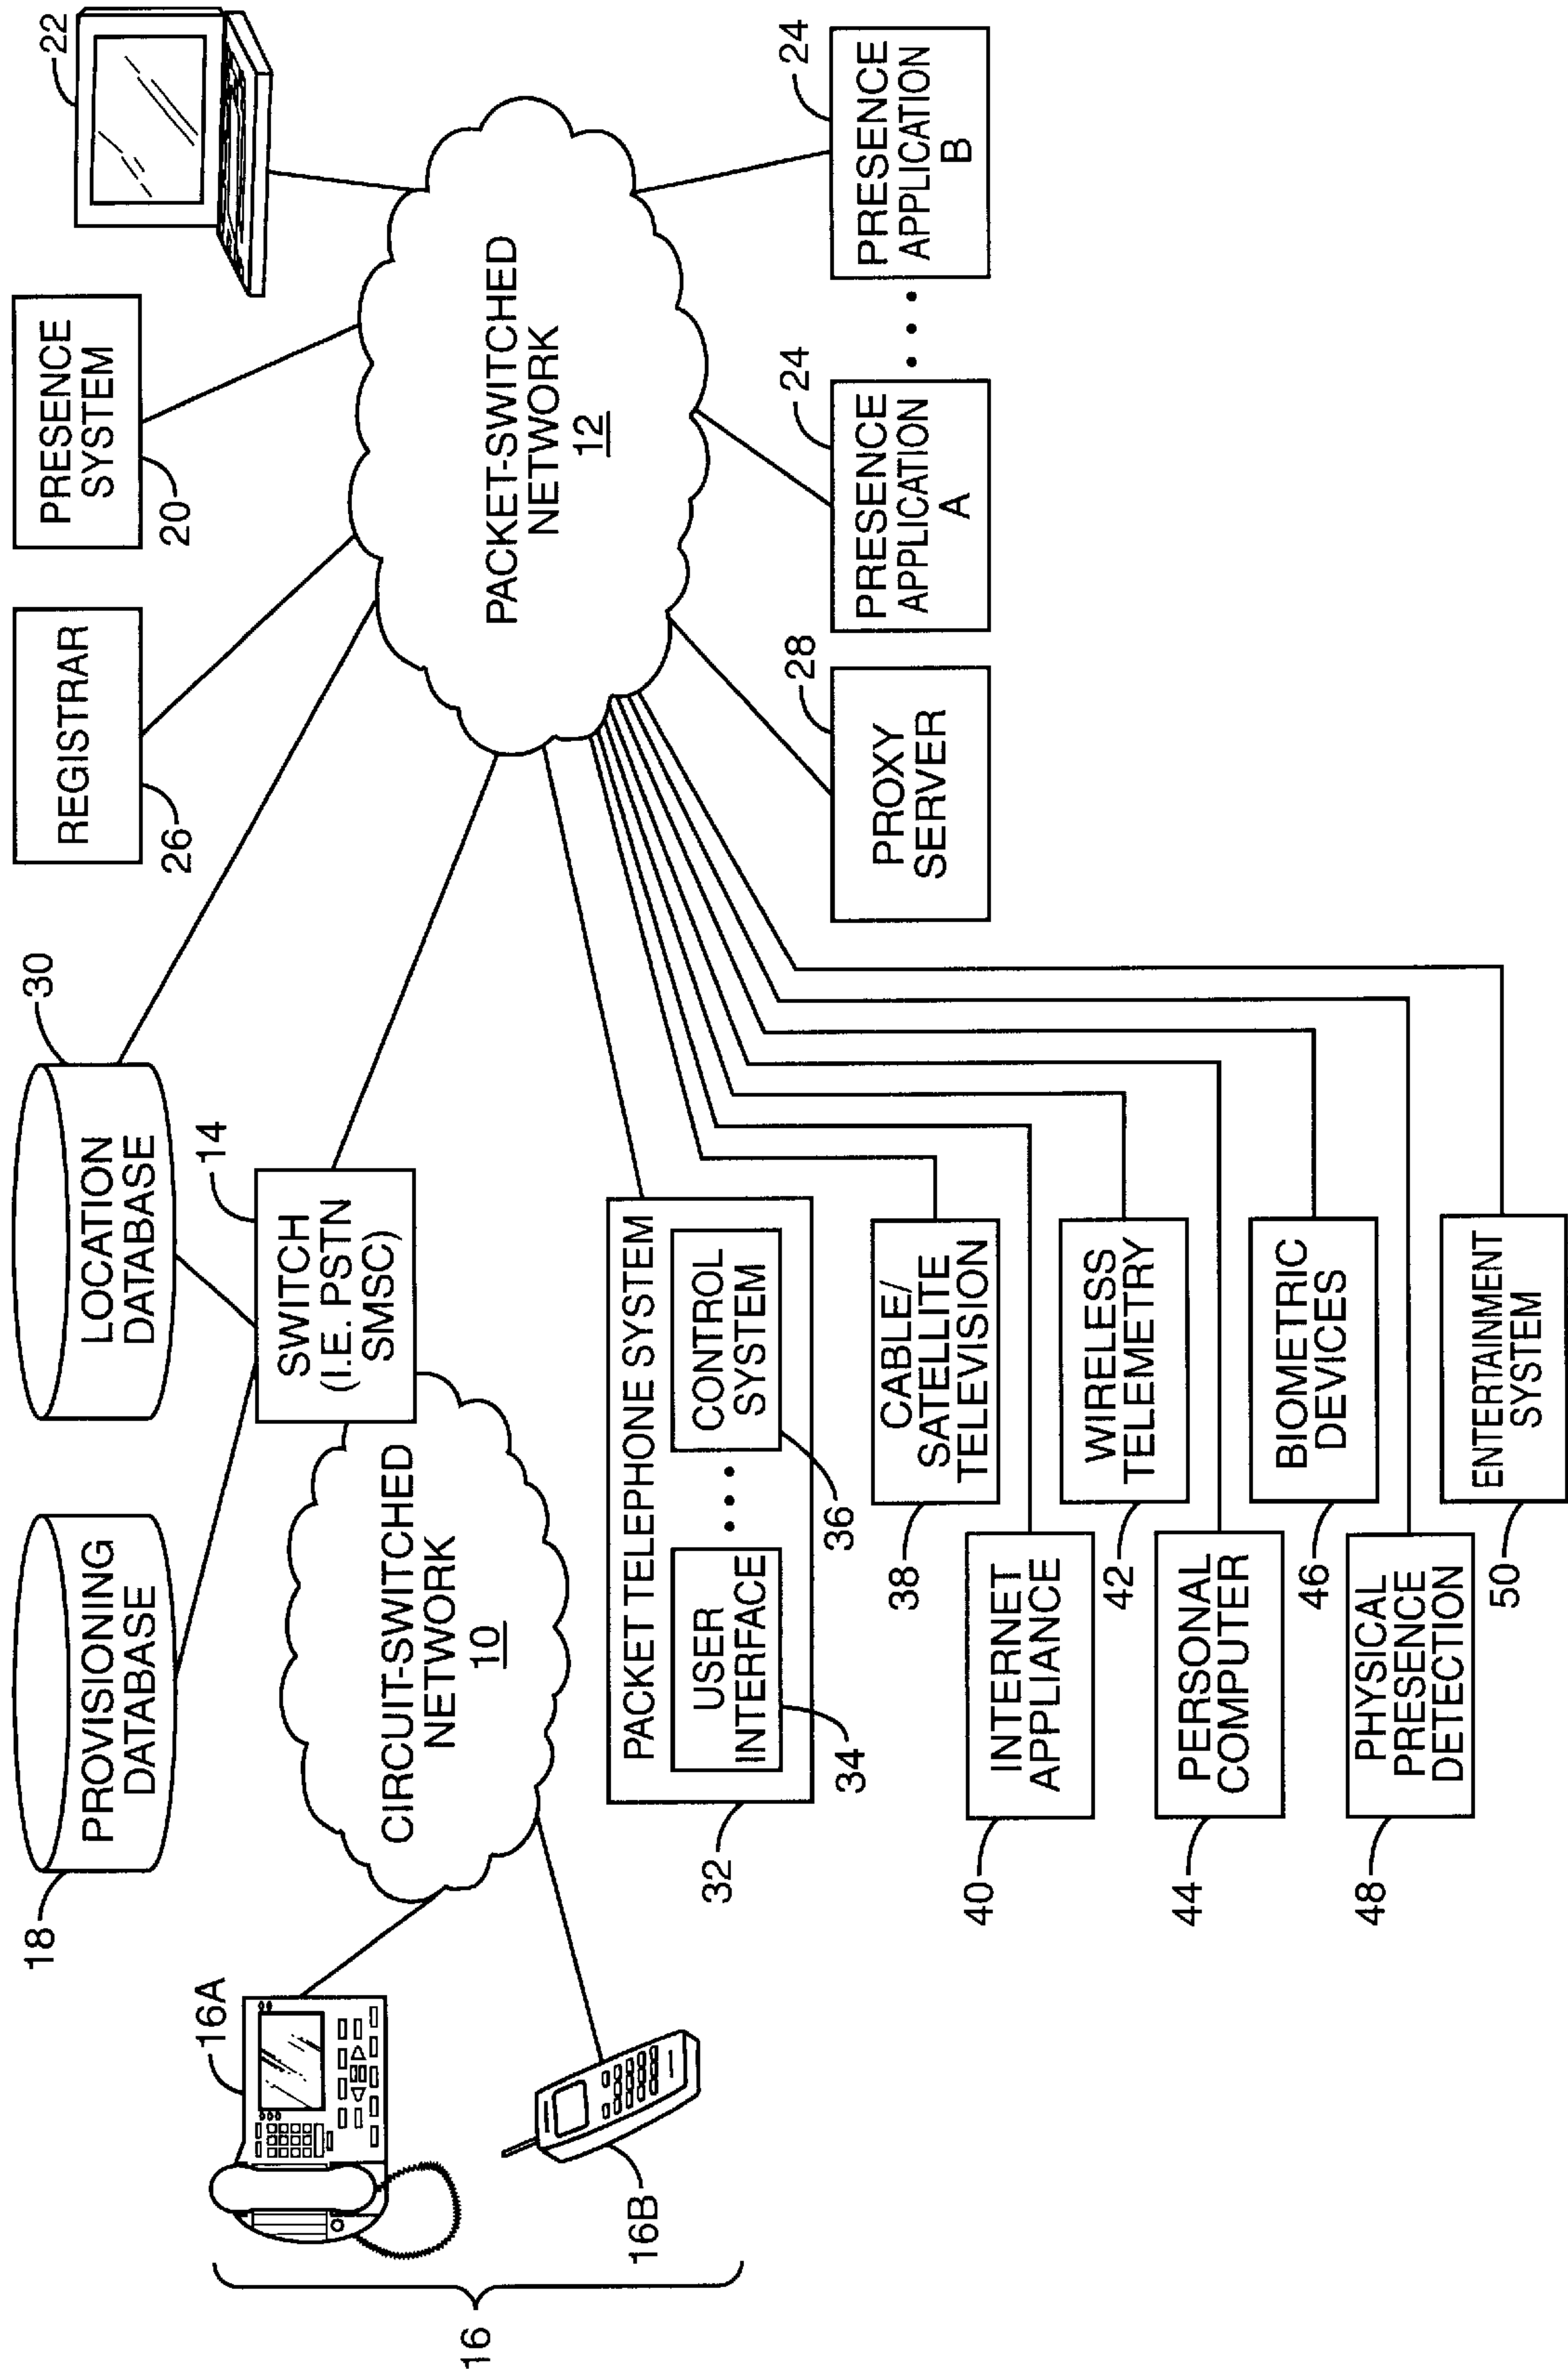 18
PROVISIONING
DATABASE
30
LOCATION
DATABASE
REGISTRAR
26
PRESENCE
SYSTEM
20
22
16A
16B
16
CIRCUIT-SWITCHED
NETWORK
10
14
SWITCH
(I.E. PSTN
SMSC)
PACKET-SWITCHED
NETWORK
12
PACKET TELEPHONE SYSTEM
USER
INTERFACE
34
CONTROL
SYSTEM
36
32
CABLE/
SATELLITE
TELEVISION
38
INTERNET
APPLIANCE
40
WIRELESS
TELEMETRY
42
PERSONAL
COMPUTER
44
BIOMETRIC
DEVICES
46
PHYSICAL
PRESENCE
DETECTION
48
ENTERTAINMENT
SYSTEM
50
PROXY
SERVER
28
PRESENCE
APPLICATION
A
24
PRESENCE
APPLICATION
B
24